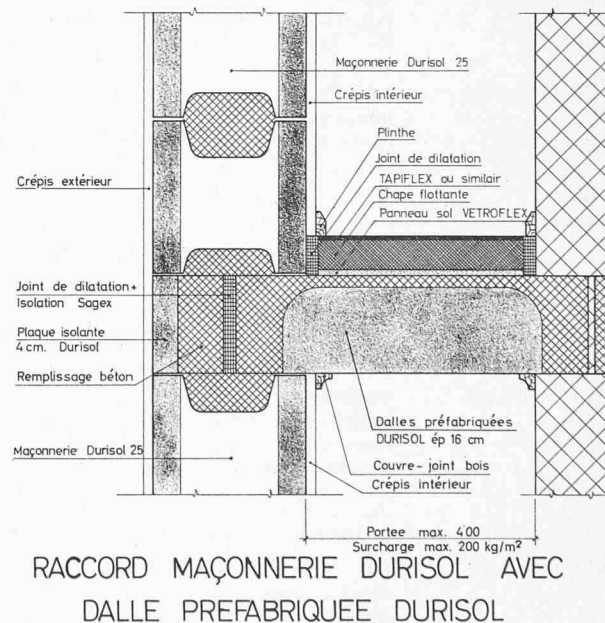 Maçonnerie Durisol 25
Crépis intérieur
Plinthe
Joint de dilatation
TAPIFLEX ou similair
Chape flottante
Panneau sol VETROFLEX
Crépis extérieur
Joint de dilatation+
Isolation Sagex
Plaque isolante
4 cm. Durisol
Remplissage béton
Maçonnerie Durisol 25
Dalles préfabriquées
DURISOL ép 16 cm
Couvre-joint bois
Crépis intérieur
Portee max. 4'00
Surcharge max. 200 kg/m²
RACCORD MAÇONNERIE DURISOL AVEC
DALLE PREFABRIQUEE DURISOL